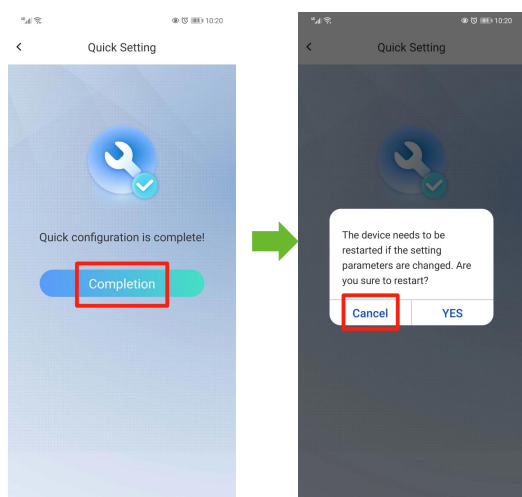 10:20
Quick Setting
Quick configuration is complete!
Completion
10:20
Quick Setting
The device needs to be
restarted if the setting
parameters are changed. Are
you sure to restart?
Cancel YES